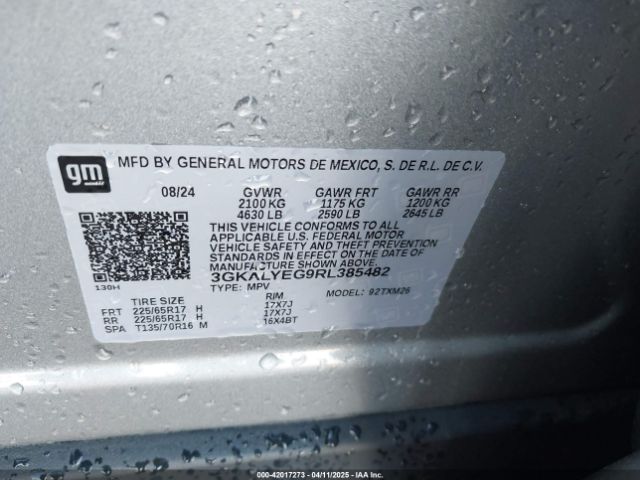 gm
MFD BY GENERAL MOTORS DE MEXICO, S. DE R.L. DE C.V.
08/24 GVWR GAWR FRT GAWR RR
2100 KG 1175 KG 1200 KG
4630 LB 2590 LB 2645 LB
THIS VEHICLE CONFORMS TO ALL
APPLICABLE U.S. FEDERAL MOTOR
VEHICLE SAFETY AND THEFT PREVENTION
STANDARDS IN EFFECT ON THE DATE OF
MANUFACTURE SHOWN ABOVE.
3GKALYEG9RL385482
130H TYPE: MPV MODEL: 92TXM26
TIRE SIZE RIM
FRT 225/65R17 H 17X7J
RR 225/65R17 H 17X7J
SPA T135/70R16 M 16X4BT
000-42017273 - 04/11/2025 - IAAI.COM